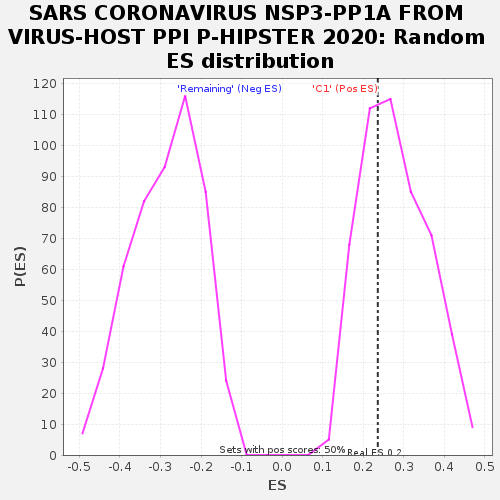 SARS CORONAVIRUS NSP3-PP1A FROM
VIRUS-HOST PPI P-HIPSTER 2020: Random
ES distribution
'Remaining' (Neg ES)
'C1' (Pos ES)
P(ES)
120
110
100
90
80
70
60
50
40
30
20
10
0
Sets with pos scores: 50%
Real ES 0.2
-0.5 -0.4 -0.3 -0.2 -0.1 0.0 0.1 0.2 0.3 0.4 0.5
ES